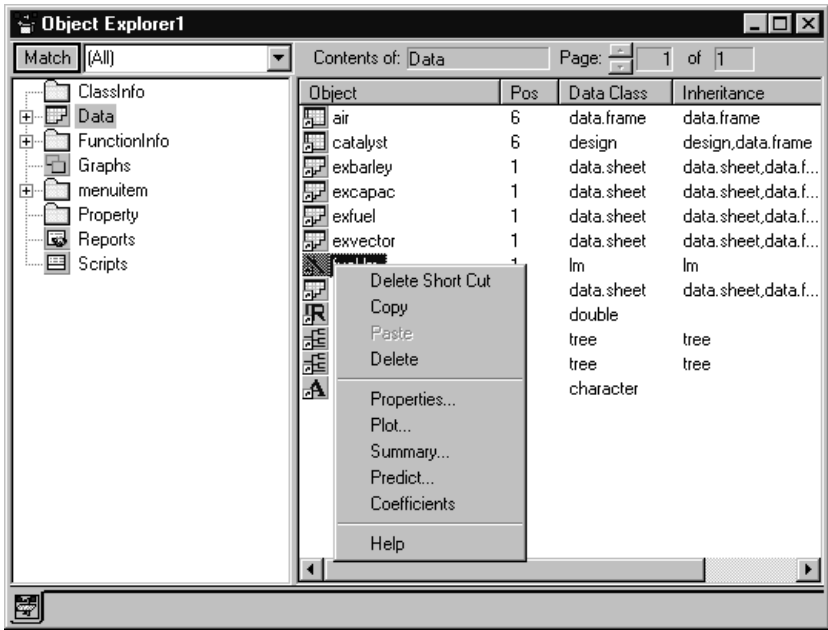 Object Explorer1
Match (All) Contents of: Data Page: 1 of 1
ClassInfo
Data
FunctionInfo
Graphs
menuitem
Property
Reports
Scripts
Object Pos Data Class Inheritance
air 6 data.frame data.frame
catalyst 6 design design,data.frame
exbarley 1 data.sheet data.sheet,data.f...
excapac 1 data.sheet data.sheet,data.f...
exfuel 1 data.sheet data.sheet,data.f...
exvector 1 data.sheet data.sheet,data.f...
lm lm
data.sheet data.sheet,data.f...
double
tree tree
tree tree
character
Delete Short Cut
Copy
Paste
Delete
Properties...
Plot...
Summary...
Predict...
Coefficients
Help